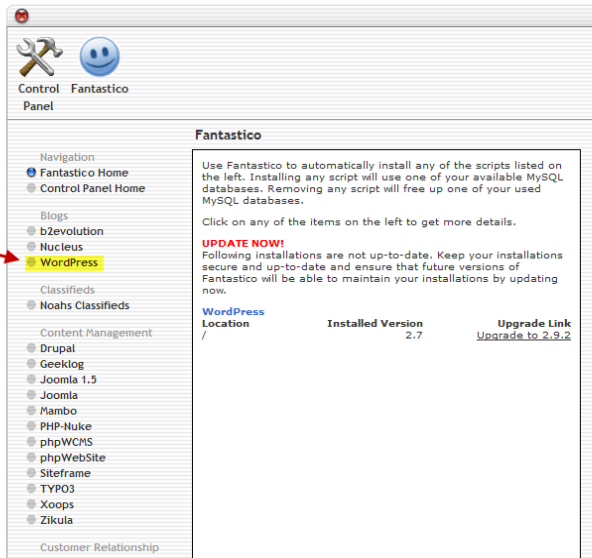 Control Panel
Fantastico
Fantastico
Navigation
Fantastico Home
Control Panel Home
Blogs
b2evolution
Nucleus
WordPress
Classifieds
Noahs Classifieds
Content Management
Drupal
Geeklog
Joomla 1.5
Joomla
Mambo
PHP-Nuke
phpWCMS
phpWebSite
Siteframe
TYPO3
Xoops
Zikula
Customer Relationship
Use Fantastico to automatically install any of the scripts listed on
the left. Installing any script will use one of your available MySQL
databases. Removing any script will free up one of your used
MySQL databases.
Click on any of the items on the left to get more details.
UPDATE NOW!
Following installations are not up-to-date. Keep your installations
secure and up-to-date and ensure that future versions of
Fantastico will be able to maintain your installations by updating
now.
WordPress
Location Installed Version Upgrade Link
/ 2.7 Upgrade to 2.9.2